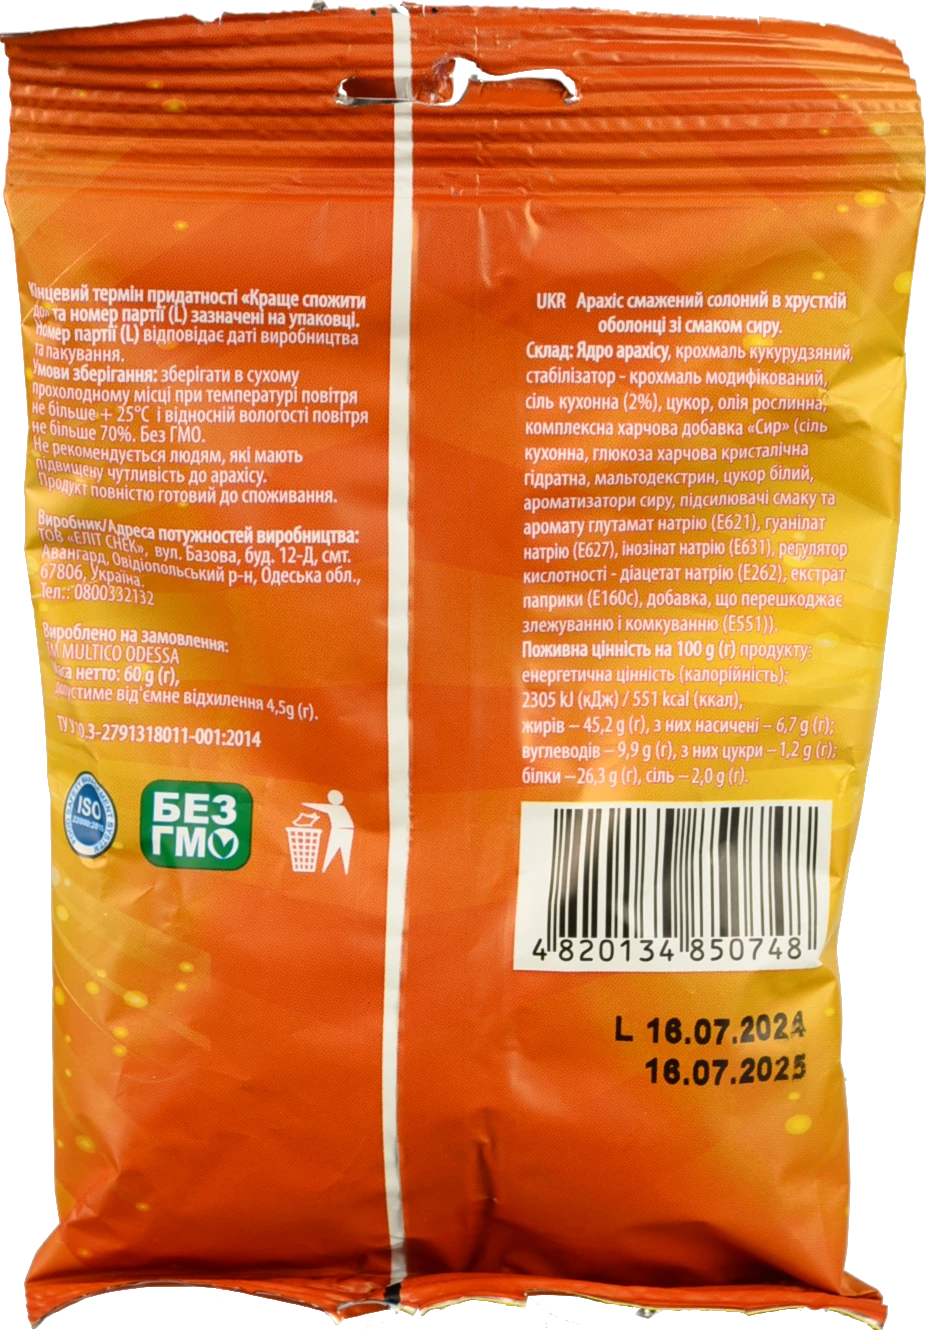 Кінцевий термін придатності «Краще спожити
до» та номер партії (L) зазначені на упаковці.
Номер партії (L) відповідає даті виробництва
та пакування.
Умови зберігання: зберігати в сухому
прохолодному місці при температурі повітря
не більше + 25°С і відносній вологості повітря
не більше 70%. Без ГМО.
Не рекомендується людям, які мають
підвищену чутливість до арахісу.
Продукт повністю готовий до споживання.
Виробник/Адреса потужностей виробництва:
ТОВ «ЕЛІТ СНЕК», вул. Базова, буд. 12-Д, смт.
Авангард, Овідіопольський р-н, Одеська обл.,
67806, Україна.
Тел.: 0800332132
Вироблено на замовлення:
ТМ MULTICO ODESSA
Маса нетто: 60 g (г),
допустиме від'ємне відхилення 4,5g (г).
ТУ У 10.3-2791318011-001:2014
ISO
БЕЗ
ГМО
UKR Арахіс смажений солоний в хрусткій
оболонці зі смаком сиру.
Склад: Ядро арахісу, крохмаль кукурудзяний,
стабілізатор - крохмаль модифікований,
сіль кухонна (2%), цукор, олія рослинна,
комплексна харчова добавка «Сир» (сіль
кухонна, глюкоза харчова кристалічна
гідратна, мальтодекстрин, цукор білий,
ароматизатори сиру, підсилювачі смаку та
аромату глутамат натрію (Е621), гуанілат
натрію (Е627), інозінат натрію (Е631), регулятор
кислотності - діацетат натрію (Е262), екстракт
паприки (Е160с), добавка, що перешкоджає
злежуванню і комкуванню (Е551)),
Поживна цінність на 100 g (г) продукту:
енергетична цінність (калорійність):
2305 kJ (кДж) / 551 kcal (ккал),
жирів – 45,2 g (г), з них насичені – 6,7 g (г);
вуглеводів – 9,9 g (г), з них цукри – 1,2 g (г);
білки – 26,3 g (г), сіль – 2,0 g (г).
4 820134 850748
L 16.07.2024
16.07.2025